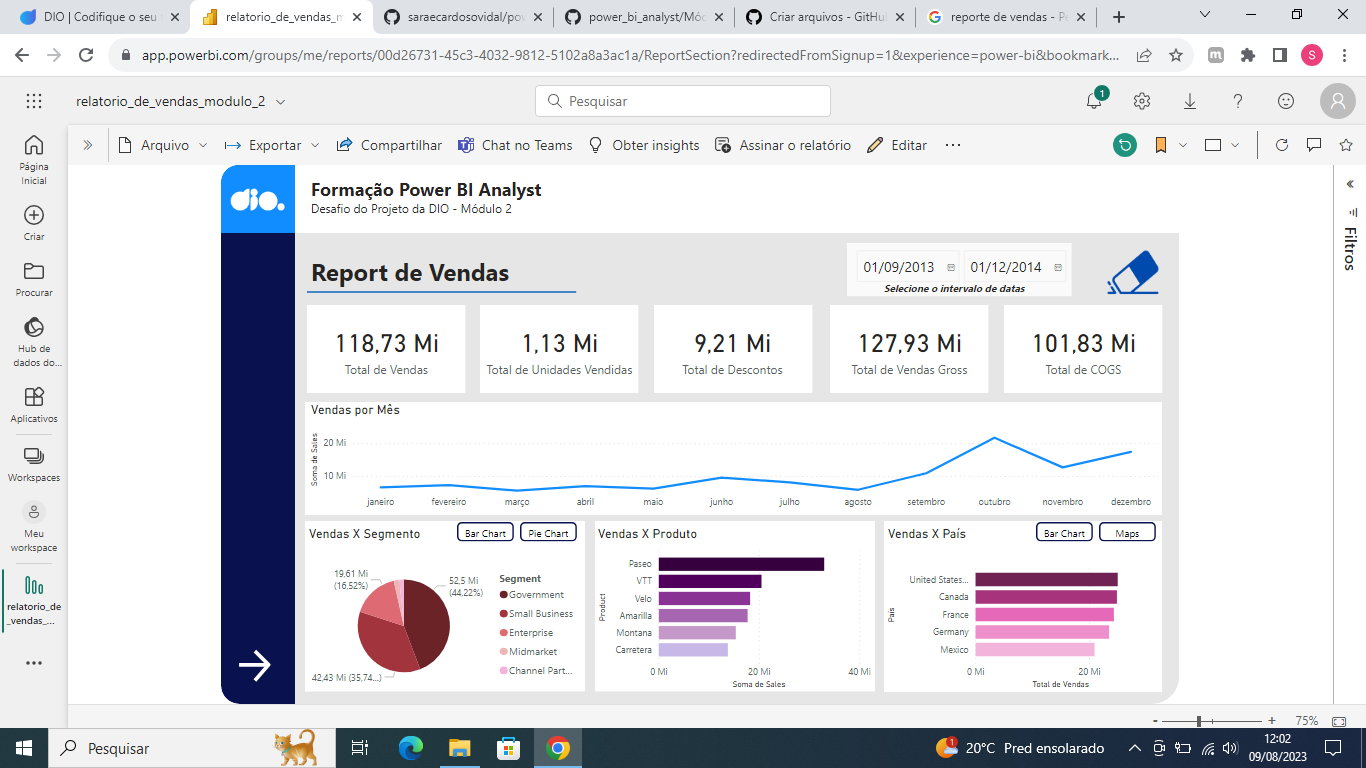 DIO | Codifique o seu
relatorio_de_vendas_m
saraecardosovidal/po
power_bi_analyst/Mód
Criar arquivos - GitHu
reporte de vendas - P
app.powerbi.com/groups/me/reports/00d26731-45c3-4032-9812-5102a8a3ac1a/ReportSection?redirectedFromSignup=1&experience=power-bi&bookmark...
m
S
relatorio_de_vendas_modulo_2
Pesquisar
1
Arquivo
Exportar
Compartilhar
Chat no Teams
Obter insights
Assinar o relatório
Editar
Página
Inicial
Criar
Procurar
Hub de
dados do...
Aplicativos
Workspaces
Meu
workspace
relatorio_de
_vendas_...
dio.
Formação Power BI Analyst
Desafio do Projeto da DIO - Módulo 2
Filtros
Report de Vendas
01/09/2013
01/12/2014
Selecione o intervalo de datas
118,73 Mi
Total de Vendas
1,13 Mi
Total de Unidades Vendidas
9,21 Mi
Total de Descontos
127,93 Mi
Total de Vendas Gross
101,83 Mi
Total de COGS
Vendas por Mês
Soma de Sales
20 Mi
10 Mi
janeiro
fevereiro
março
abril
maio
junho
julho
agosto
setembro
outubro
novembro
dezembro
Vendas X Segmento
Bar Chart
Pie Chart
19,61 Mi
(16,52%)
52,5 Mi
(44,22%)
42,43 Mi (35,74...)
Segment
Government
Small Business
Enterprise
Midmarket
Channel Part...
Vendas X Produto
Product
Paseo
VTT
Velo
Amarilla
Montana
Carretera
0 Mi
20 Mi
40 Mi
Soma de Sales
Vendas X País
Bar Chart
Maps
País
United States...
Canada
France
Germany
Mexico
0 Mi
20 Mi
Total de Vendas
75%
Pesquisar
1
20°C Pred ensolarado
12:02
09/08/2023